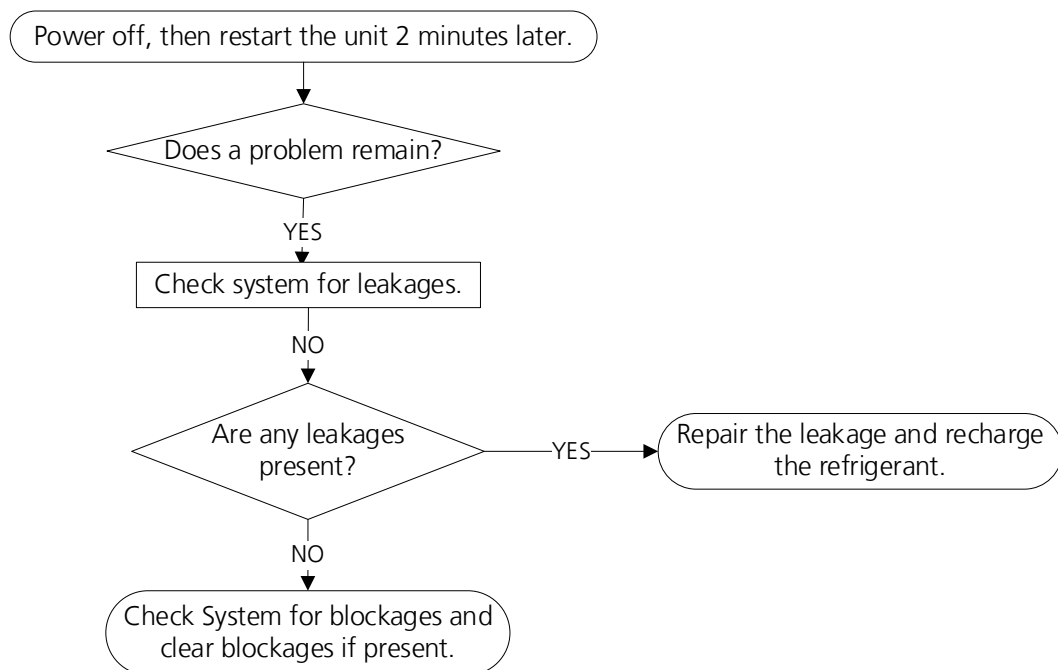 Power off, then restart the unit 2 minutes later.
Does a problem remain?
YES
Check system for leakages.
NO
Are any leakages
present?
YES
Repair the leakage and recharge
the refrigerant.
NO
Check System for blockages and
clear blockages if present.